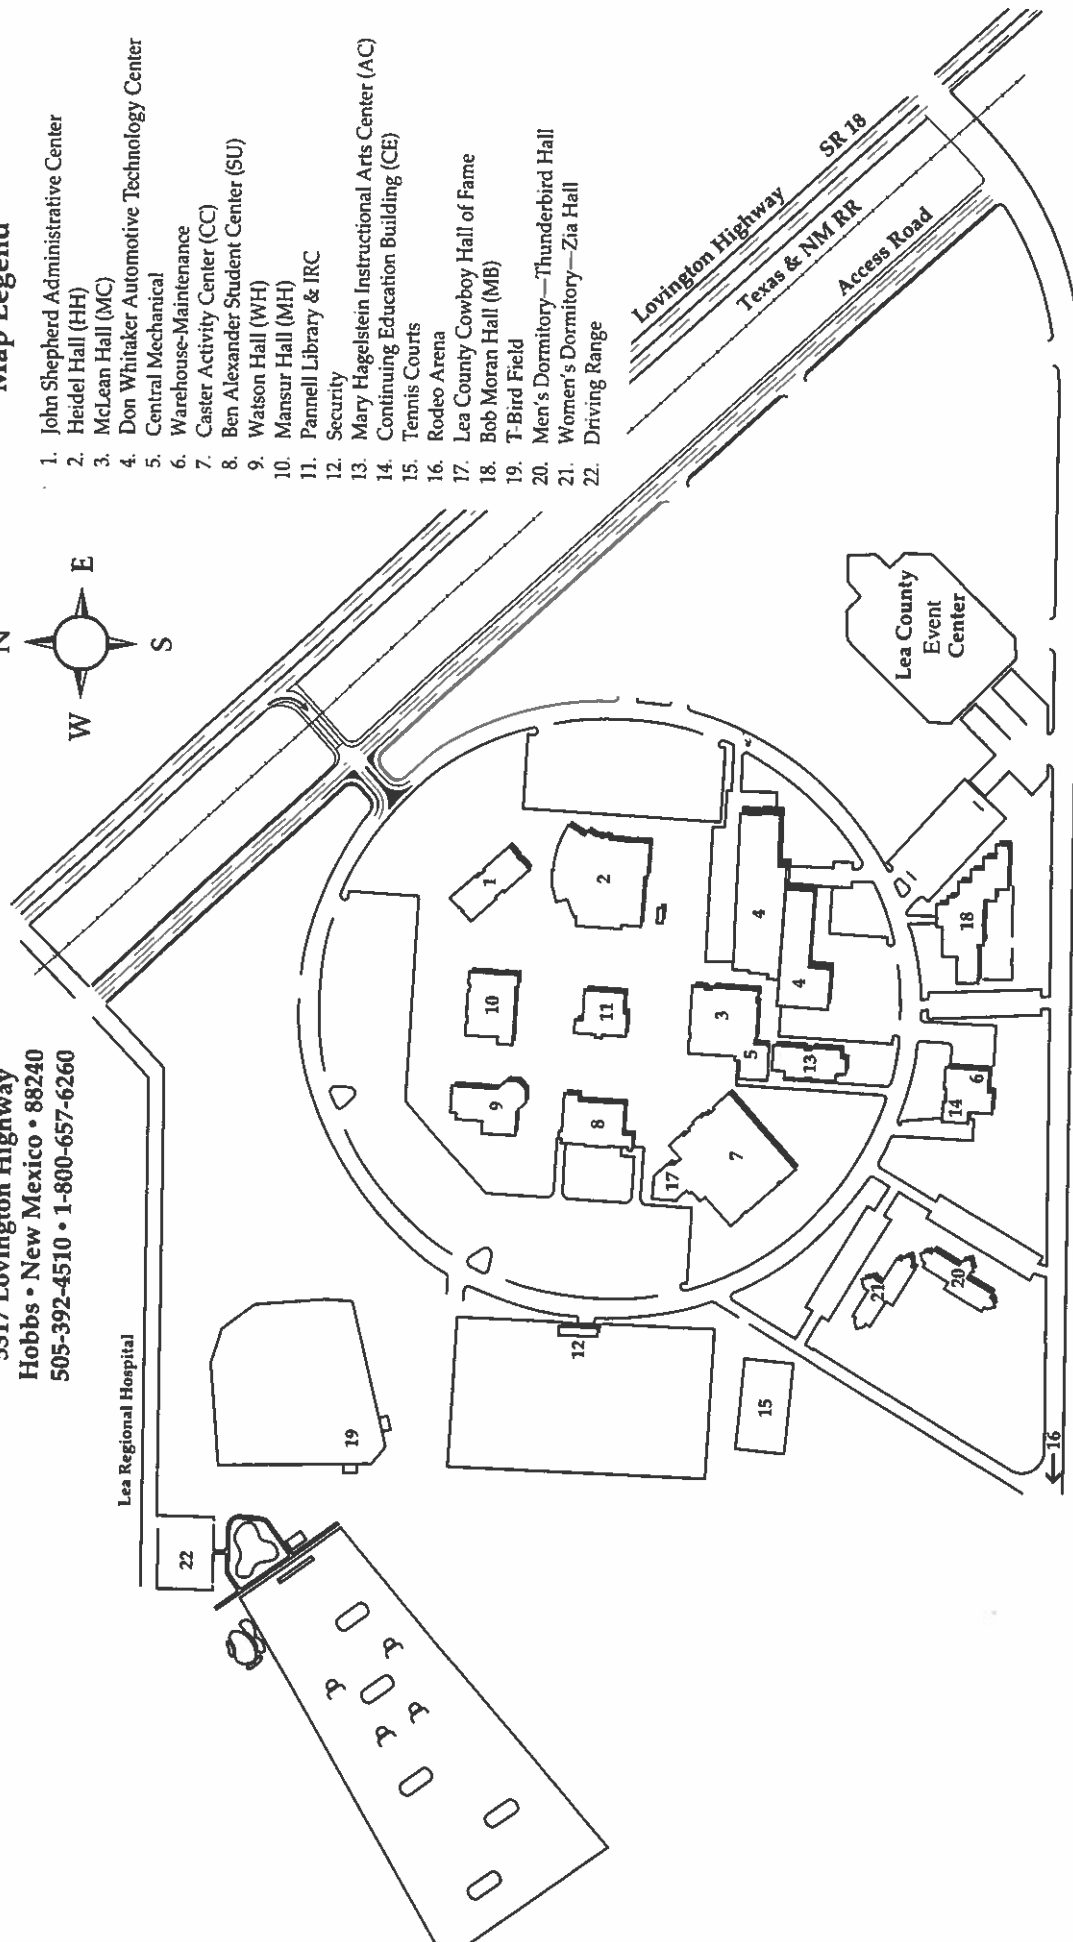 5317 Lovington Highway
Hobbs • New Mexico • 88240
505-392-4510 • 1-800-657-6260
N
W
E
S
Map Legend
1. John Shepherd Administrative Center
2. Heidel Hall (HH)
3. McLean Hall (MC)
4. Don Whitaker Automotive Technology Center
5. Central Mechanical
6. Warehouse-Maintenance
7. Caster Activity Center (CC)
8. Ben Alexander Student Center (SU)
9. Watson Hall (WH)
10. Mansur Hall (MH)
11. Pannell Library & IRC
12. Security
13. Mary Hagelstein Instructional Arts Center (AC)
14. Continuing Education Building (CE)
15. Tennis Courts
16. Rodeo Arena
17. Lea County Cowboy Hall of Fame
18. Bob Moran Hall (MB)
19. T-Bird Field
20. Men's Dormitory—Thunderbird Hall
21. Women's Dormitory—Zia Hall
22. Driving Range
Lea Regional Hospital
22
19
12
15
16
9
10
1
8
11
2
17
7
5
3
13
4
4
21
20
14
6
18
Lea County
Event
Center
Lovington Highway
SR 18
Texas & NM RR
Access Road